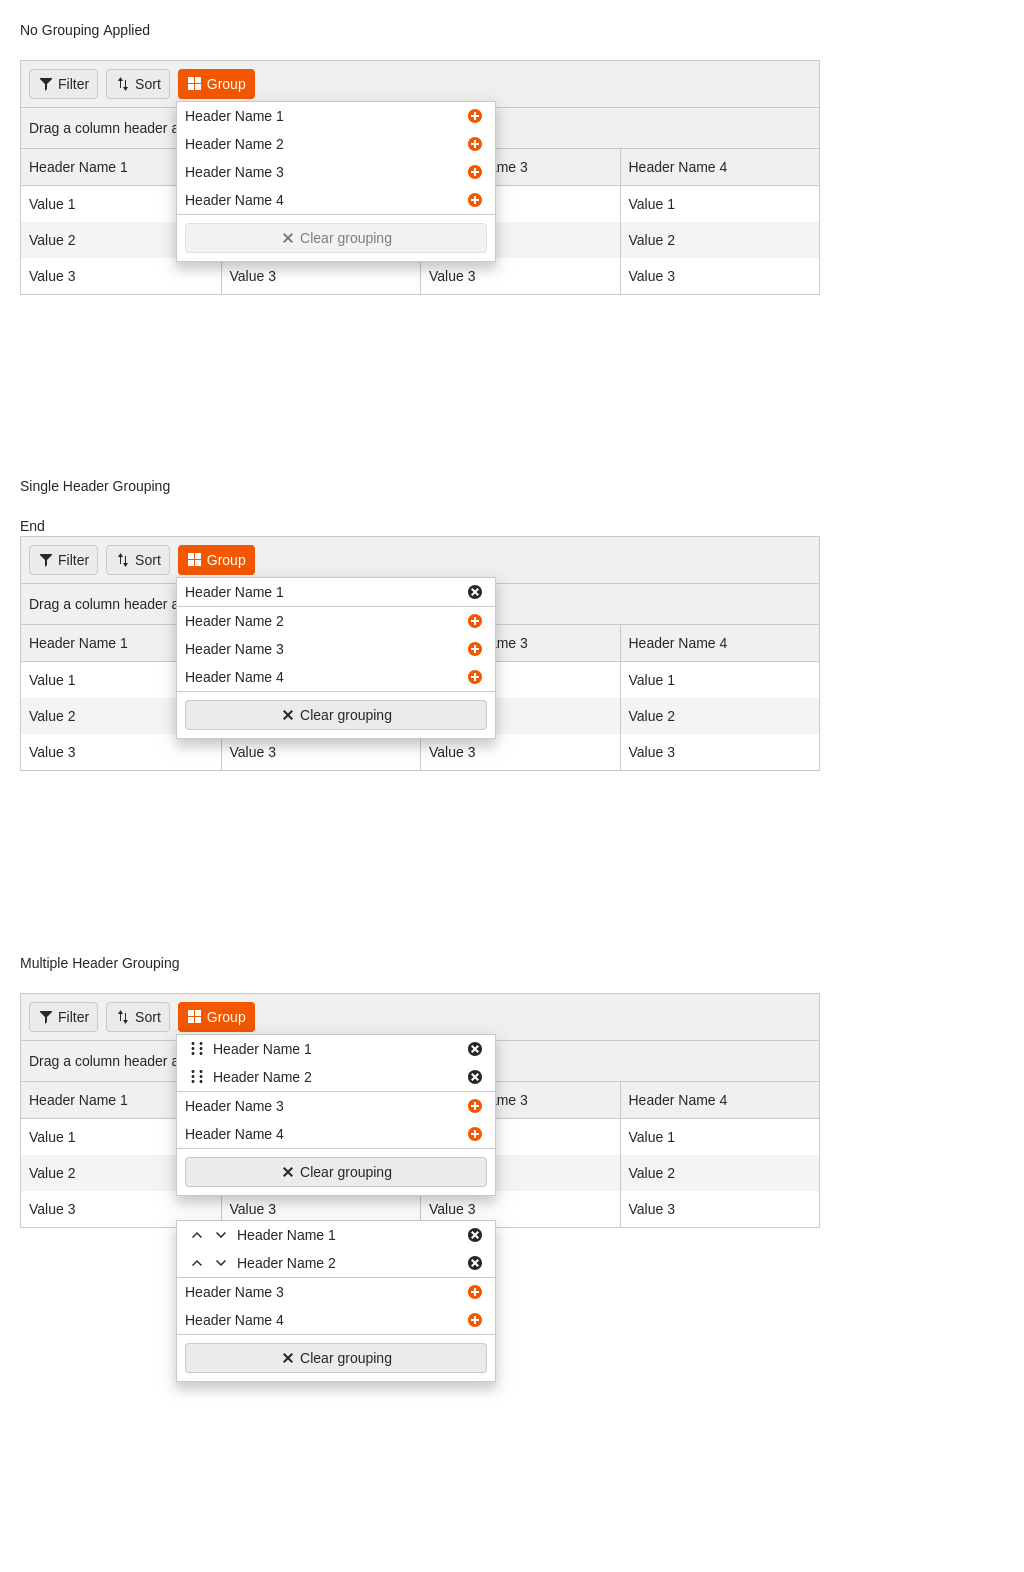 No Grouping Applied
Filter Sort Group
Drag a column header a
Header Name 1
Header Name 2
Header Name 3
Header Name 4
Clear grouping
Header Name 1 me 3 Header Name 4
Value 1 Value 1
Value 2 Value 2
Value 3 Value 3 Value 3 Value 3
Single Header Grouping
End
Filter Sort Group
Drag a column header a
Header Name 1
Header Name 2
Header Name 3
Header Name 4
Clear grouping
Header Name 1 me 3 Header Name 4
Value 1 Value 1
Value 2 Value 2
Value 3 Value 3 Value 3 Value 3
Multiple Header Grouping
Filter Sort Group
Drag a column header a
Header Name 1
Header Name 2
Header Name 3
Header Name 4
Clear grouping
Header Name 1 me 3 Header Name 4
Value 1 Value 1
Value 2 Value 2
Value 3 Value 3 Value 3 Value 3
Header Name 1
Header Name 2
Header Name 3
Header Name 4
Clear grouping